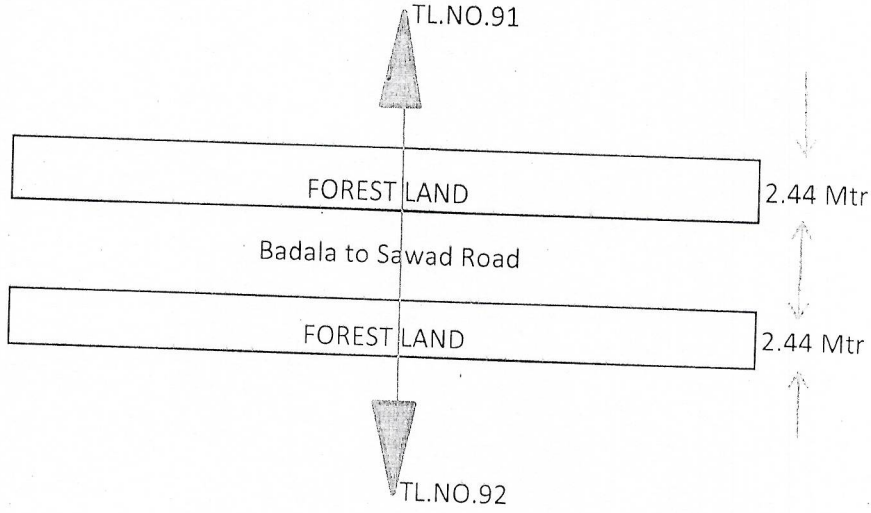 TL.NO.91
FOREST LAND
2.44 Mtr
Badala to Sawad Road
FOREST LAND
2.44 Mtr
TL.NO.92